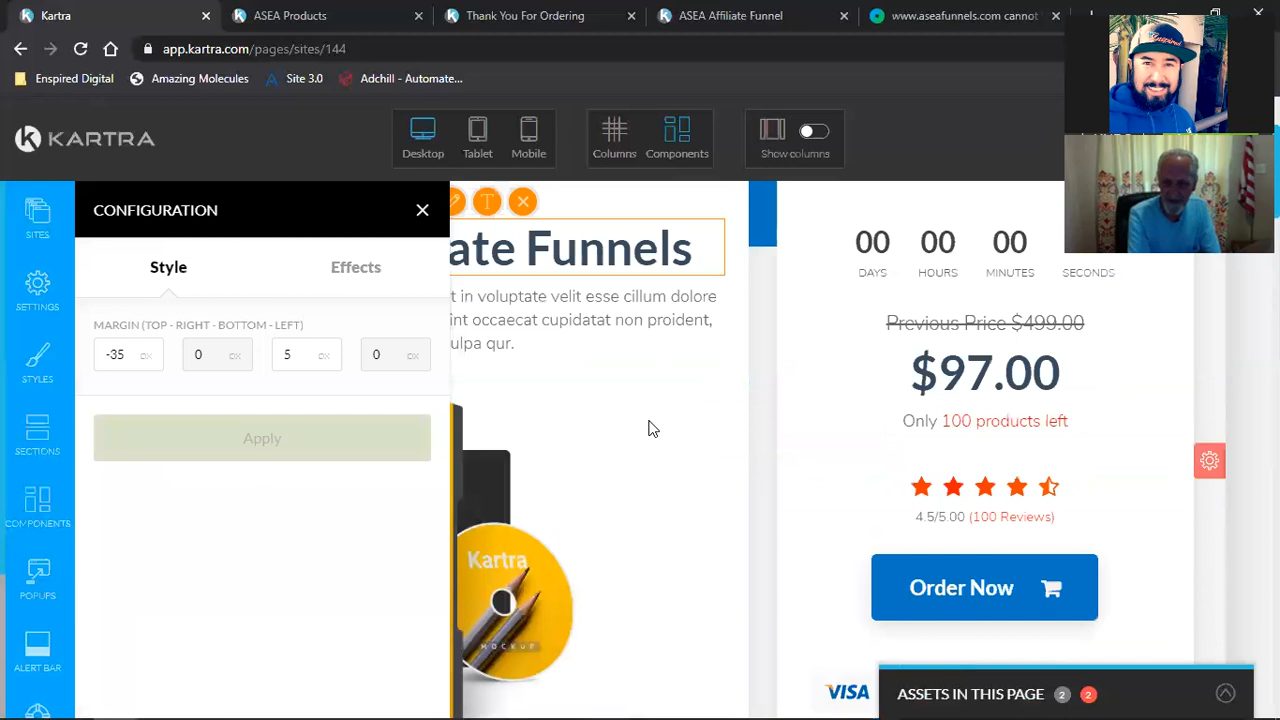 Kartra
ASEA Products
Thank You For Ordering
ASEA Affiliate Funnel
www.aseafunnels.com cannot
app.kartra.com/pages/sites/144
Enspired Digital
Amazing Molecules
Site 3.0
Adchill - Automate...
KARTRA
Desktop
Tablet
Mobile
Columns
Components
Show columns
SITES
SETTINGS
STYLES
SECTIONS
COMPONENTS
POPUPS
ALERT BAR
CONFIGURATION
Style
Effects
MARGIN (TOP - RIGHT - BOTTOM - LEFT)
-35 px 0 px 5 px 0 px
Apply
ate Funnels
t in voluptate velit esse cillum dolore
int occaecat cupidatat non proident,
ulpa qur.
Kartra
MOCKUP
00 00 00
DAYS HOURS MINUTES SECONDS
Previous Price $499.00
$97.00
Only 100 products left
4.5/5.00 (100 Reviews)
Order Now
VISA
ASSETS IN THIS PAGE 2 2